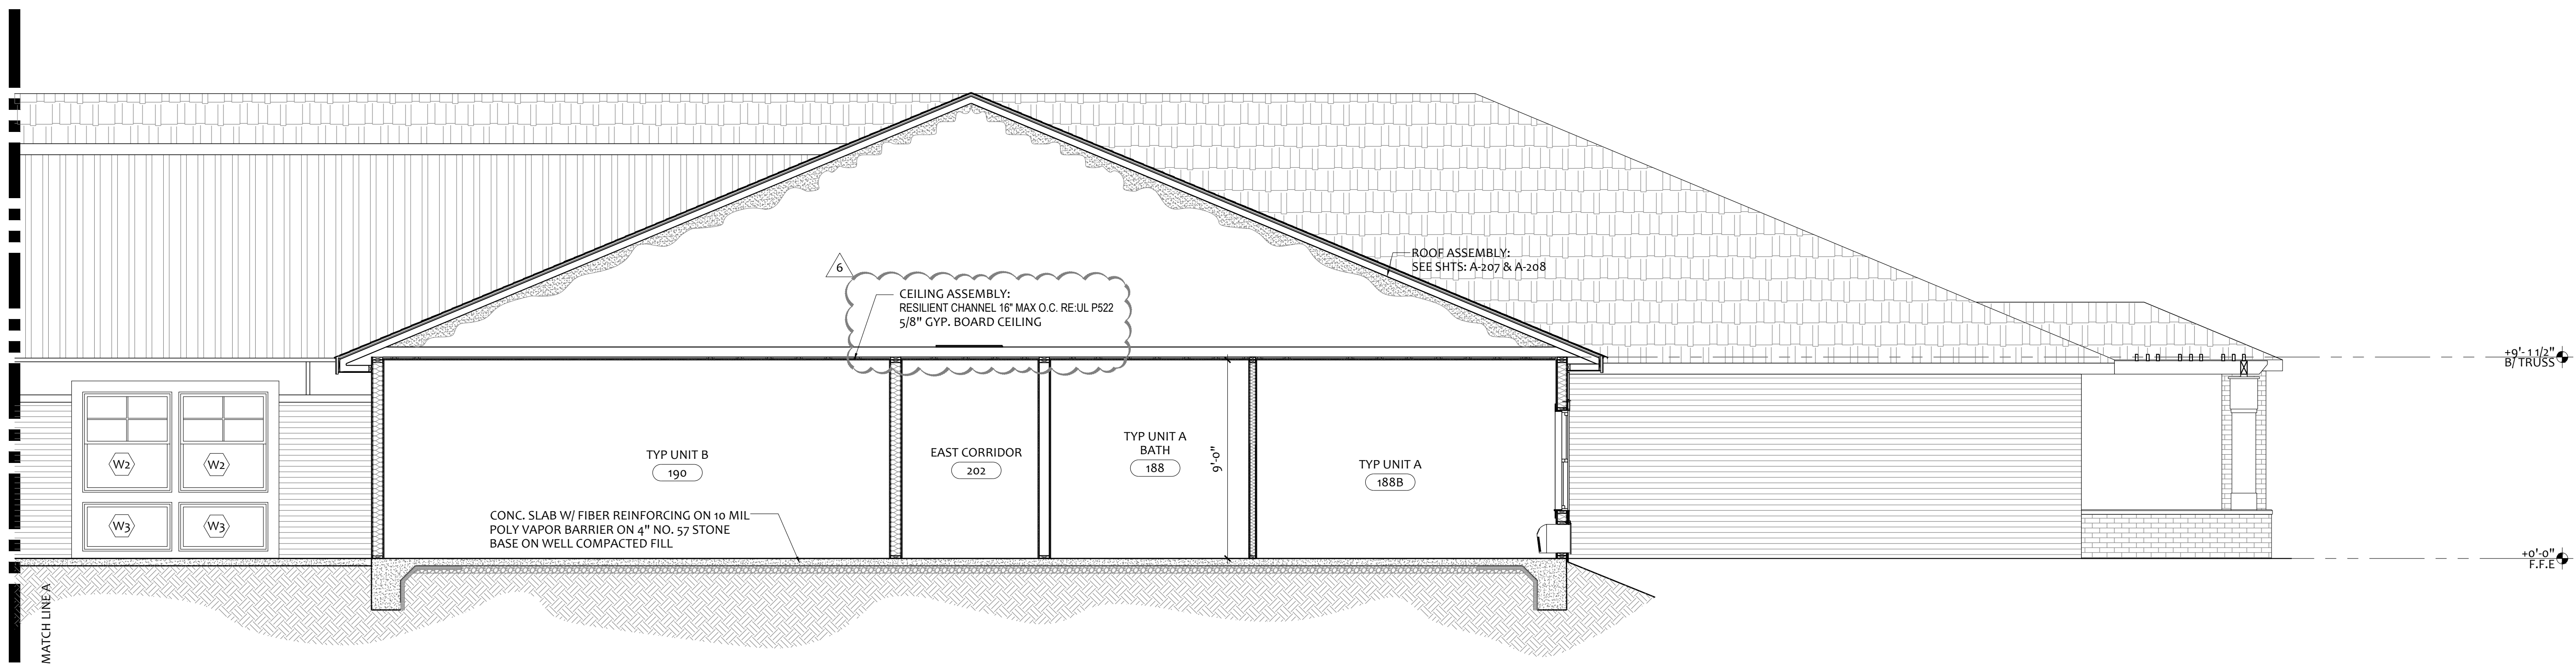 6
CEILING ASSEMBLY:
RESILIENT CHANNEL 16" MAX O.C. RE:UL P522
5/8" GYP. BOARD CEILING
ROOF ASSEMBLY:
SEE SHTS: A-207 & A-208
+9'-1 1/2"
B/ TRUSS
W2
W2
W3
W3
TYP UNIT B
190
EAST CORRIDOR
202
TYP UNIT A
BATH
188
9'-0"
TYP UNIT A
188B
CONC. SLAB W/ FIBER REINFORCING ON 10 MIL
POLY VAPOR BARRIER ON 4" NO. 57 STONE
BASE ON WELL COMPACTED FILL
+0'-0"
F.F.E
MATCH LINE A